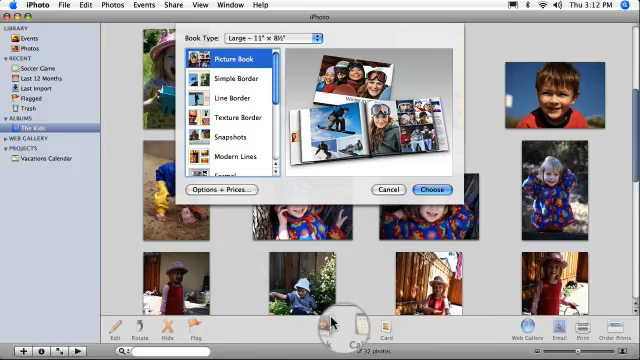 iPhoto File Edit Photos Events Share View Window Help Thu 3:12 PM
iPhoto
LIBRARY
Events
Photos
RECENT
Soccer Game
Last 12 Months
Last Import
Flagged
Trash
ALBUMS
The Kids
WEB GALLERY
PROJECTS
Vacations Calendar
Book Type: Large – 11" × 8½"
Picture Book
Simple Border
Line Border
Texture Border
Snapshots
Modern Lines
Options + Prices...
Cancel
Choose
Edit
Rotate
Hide
Flag
Card
Web Gallery
Email
Print
Order Prints
32 photos